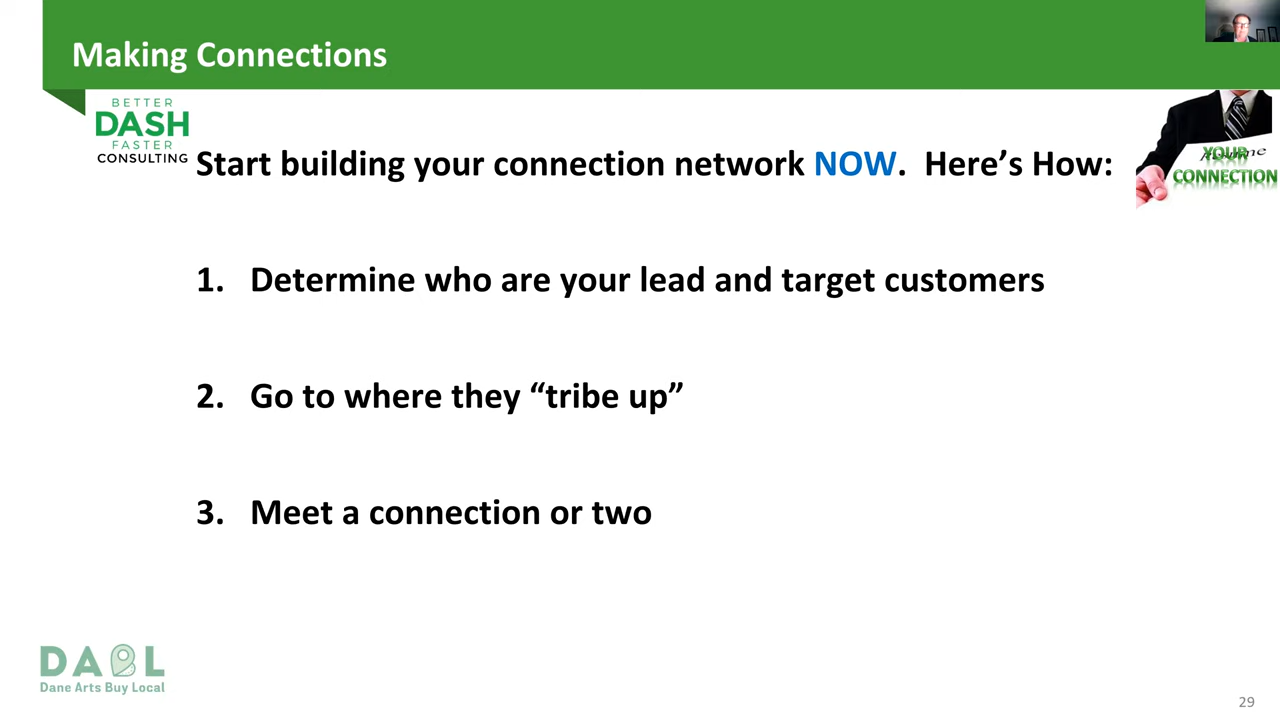 Making Connections
BETTER
DASH
FASTER
CONSULTING
Start building your connection network NOW.  Here’s How:
YOUR
CONNECTION
1. Determine who are your lead and target customers
2. Go to where they “tribe up”
3. Meet a connection or two
DABL
Dane Arts Buy Local
29